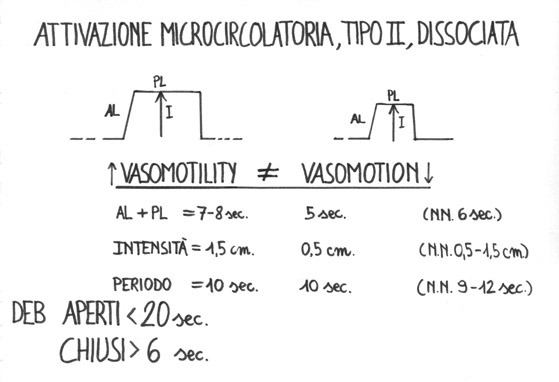 ATTIVAZIONE MICROCIRCOLATORIA, TIPO II, DISSOCIATA
PL PL
AL I AL I
↑ VASOMOTILITY ≠ VASOMOTION ↓
AL + PL = 7-8 sec. 5 sec. (N.N. 6 sec.)
INTENSITÀ = 1,5 cm. 0,5 cm. (N.N. 0,5-1,5 cm.)
PERIODO = 10 sec. 10 sec. (N.N. 9-12 sec.)
DEB APERTI < 20 sec.
CHIUSI > 6 sec.